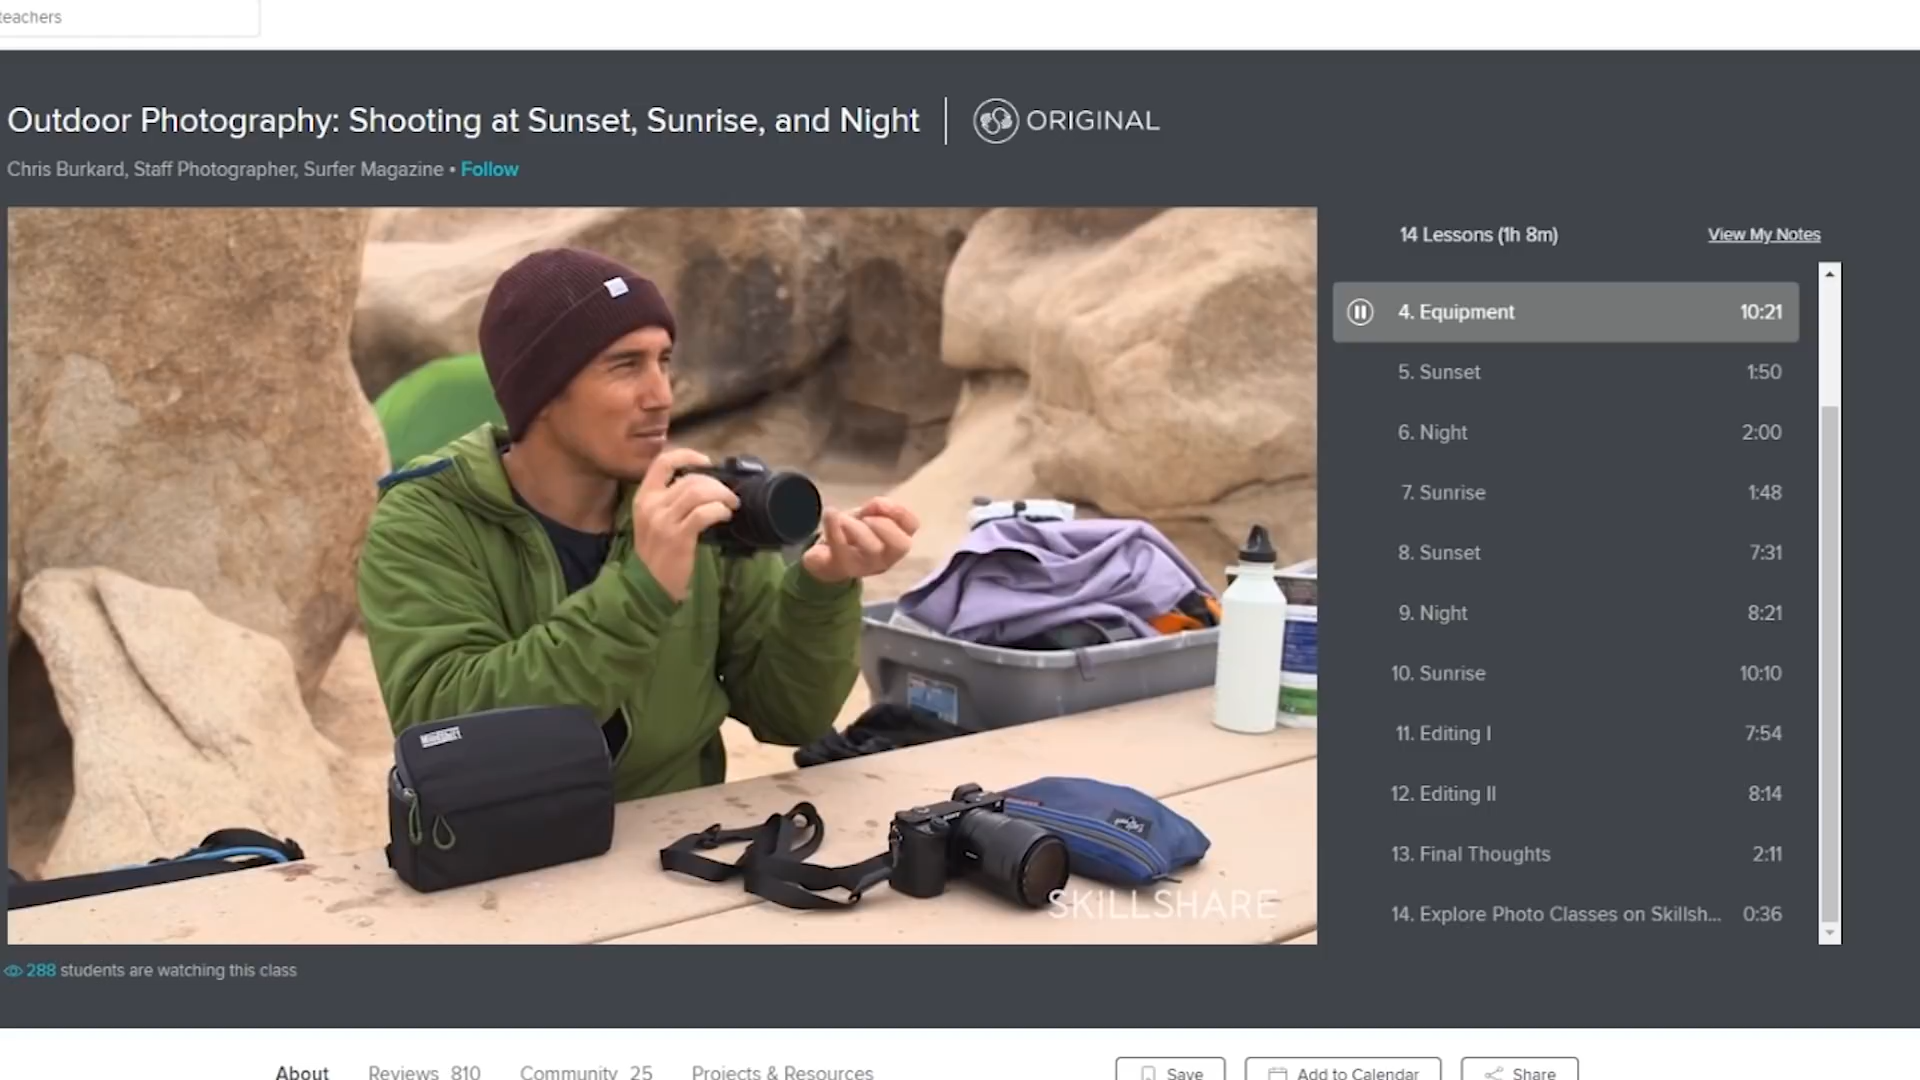 teachers
Outdoor Photography: Shooting at Sunset, Sunrise, and Night
ORIGINAL
Chris Burkard, Staff Photographer, Surfer Magazine • Follow
14 Lessons (1h 8m)
View My Notes
4. Equipment 10:21
5. Sunset 1:50
6. Night 2:00
7. Sunrise 1:48
8. Sunset 7:31
9. Night 8:21
10. Sunrise 10:10
11. Editing I 7:54
12. Editing II 8:14
13. Final Thoughts 2:11
14. Explore Photo Classes on Skillsh... 0:36
SKILLSHARE
288 students are watching this class
About Reviews 810 Community 25 Projects & Resources
Save
Add to Calendar
Share